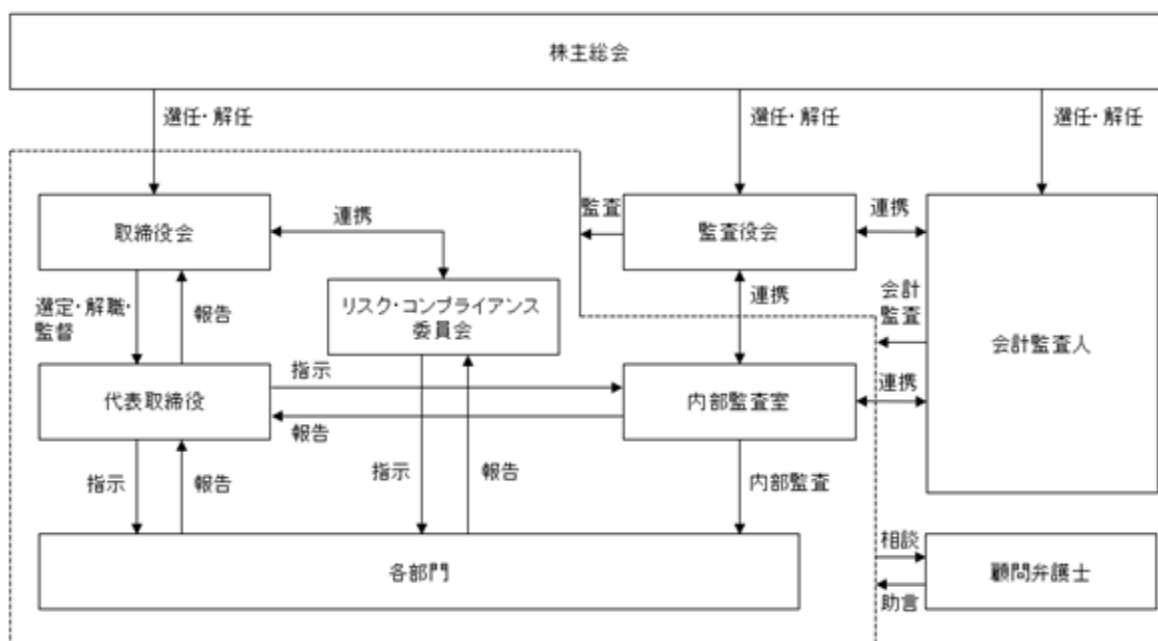 株主総会
選任・解任
選任・解任
選任・解任
取締役会
連携
監査
監査役会
連携
選定・解職・
監督
報告
リスク・コンプライアンス
委員会
連携
会計
監査
会計監査人
代表取締役
指示
報告
内部監査室
連携
指示
報告
指示
報告
内部監査
各部門
相談
助言
顧問弁護士